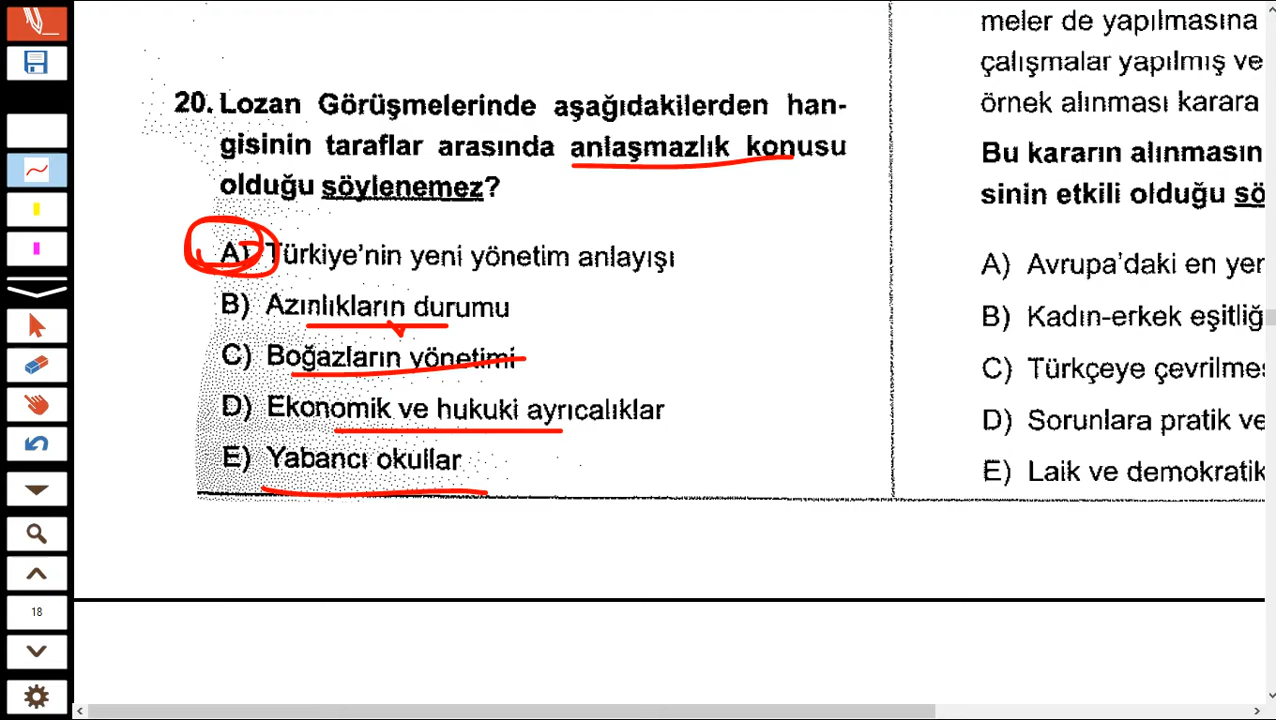 20. Lozan Görüşmelerinde aşağıdakilerden han-
gisinin taraflar arasında anlaşmazlık konusu
olduğu söylenemez?
A) Türkiye'nin yeni yönetim anlayışı
B) Azınlıkların durumu
C) Boğazların yönetimi
D) Ekonomik ve hukuki ayrıcalıklar
E) Yabancı okullar
meler de yapılmasına
çalışmalar yapılmış ve
örnek alınması karara
Bu kararın alınmasın
sinin etkili olduğu sö
A) Avrupa'daki en yer
B) Kadın-erkek eşitliğ
C) Türkçeye çevrilmes
D) Sorunlara pratik ve
E) Laik ve demokratik
18